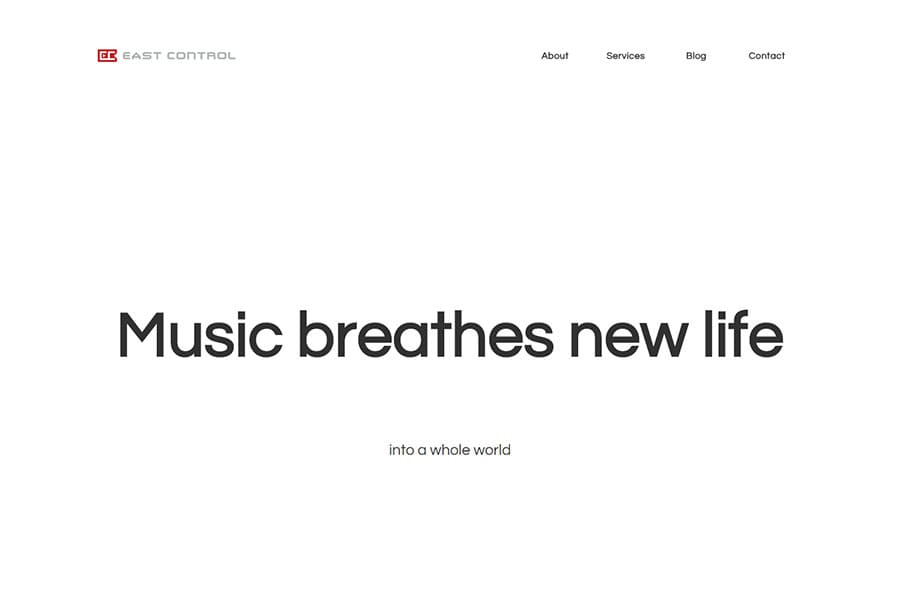 EC EAST CONTROL
About Services Blog Contact
Music breathes new life
into a whole world